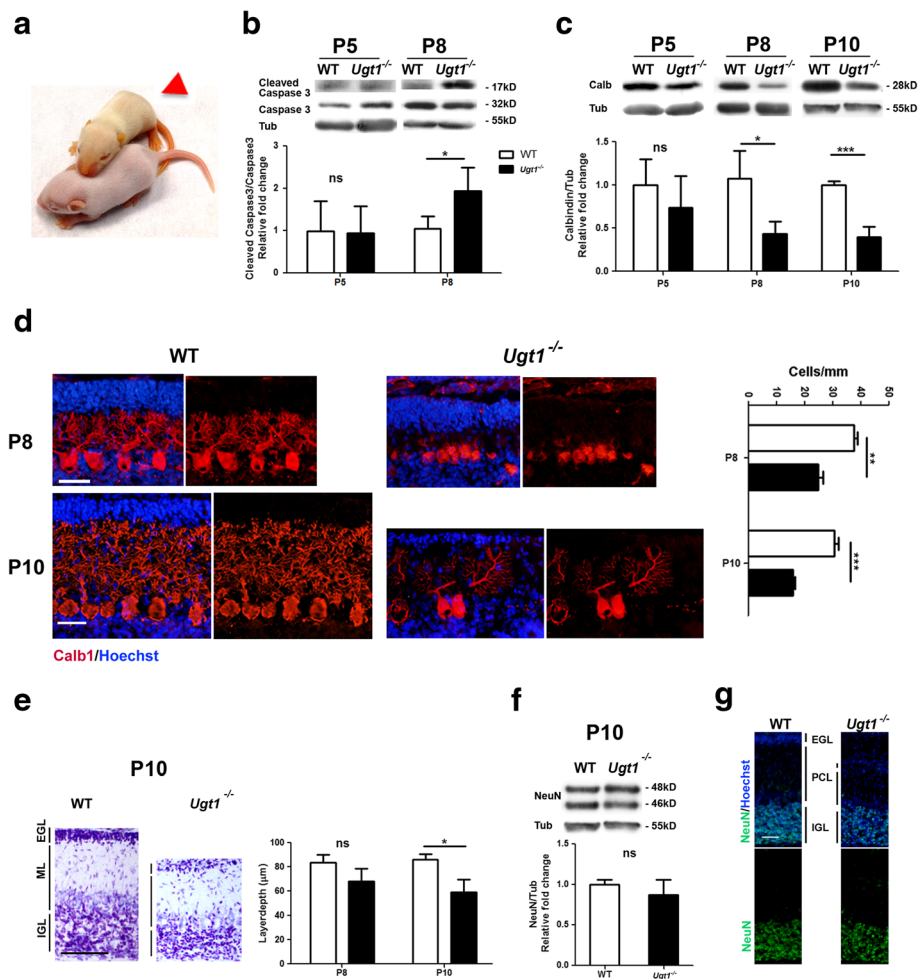 a
b
P5 P8
WT Ugt1-/- WT Ugt1-/-
Cleaved
Caspase 3
- 17kD
Caspase 3
- 32kD
Tub
- 55kD
Cleaved Caspase3/Caspase3
Relative fold change
3
2
1
0
ns
*
WT
Ugt1-/-
P5 P8
c
P5 P8 P10
WT Ugt1-/- WT Ugt1-/- WT Ugt1-/-
Calb - 28kD
Tub - 55kD
Calbindin/Tub
Relative fold change
1.5
1.0
0.5
0.0
ns
*
***
P5 P8 P10
d
WT Ugt1-/-
P8
P10
Calb1/Hoechst
Cells/mm
0 10 20 30 40 50
P8
**
P10
***
e
P10
WT Ugt1-/-
EGL
ML
IGL
Layerdepth (µm)
100
80
60
40
20
0
ns
*
P8 P10
f
P10
WT Ugt1-/-
NeuN
- 48kD
- 46kD
Tub - 55kD
NeuN/Tub
Relative fold change
1.5
1.0
0.5
0.0
ns
WT Ugt1-/-
g
WT Ugt1-/-
NeuN/Hoechst
EGL
PCL
IGL
NeuN